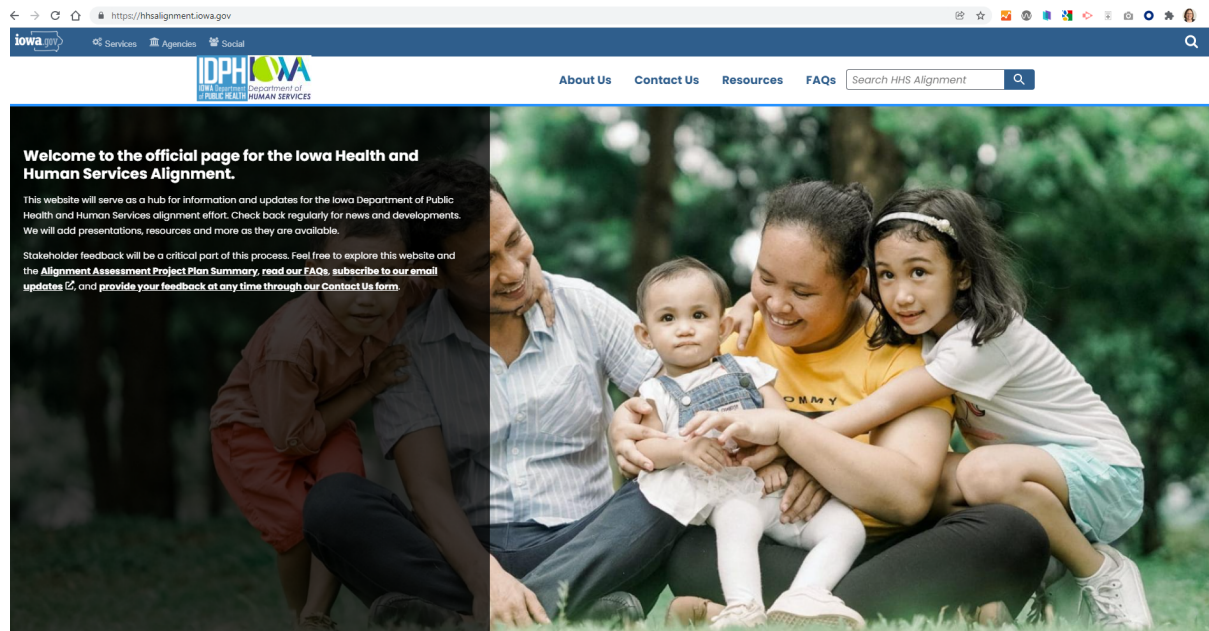 https://hhsalignment.iowa.gov
iowa.gov Services Agencies Social
IDPH IOWA
IOWA Department Department of
of PUBLIC HEALTH HUMAN SERVICES
About Us Contact Us Resources FAQs Search HHS Alignment
Welcome to the official page for the Iowa Health and
Human Services Alignment.
This website will serve as a hub for information and updates for the Iowa Department of Public
Health and Human Services alignment effort. Check back regularly for news and developments.
We will add presentations, resources and more as they are available.
Stakeholder feedback will be a critical part of this process. Feel free to explore this website and
the Alignment Assessment Project Plan Summary, read our FAQs, subscribe to our email
updates, and provide your feedback at any time through our Contact Us form.
OMMY